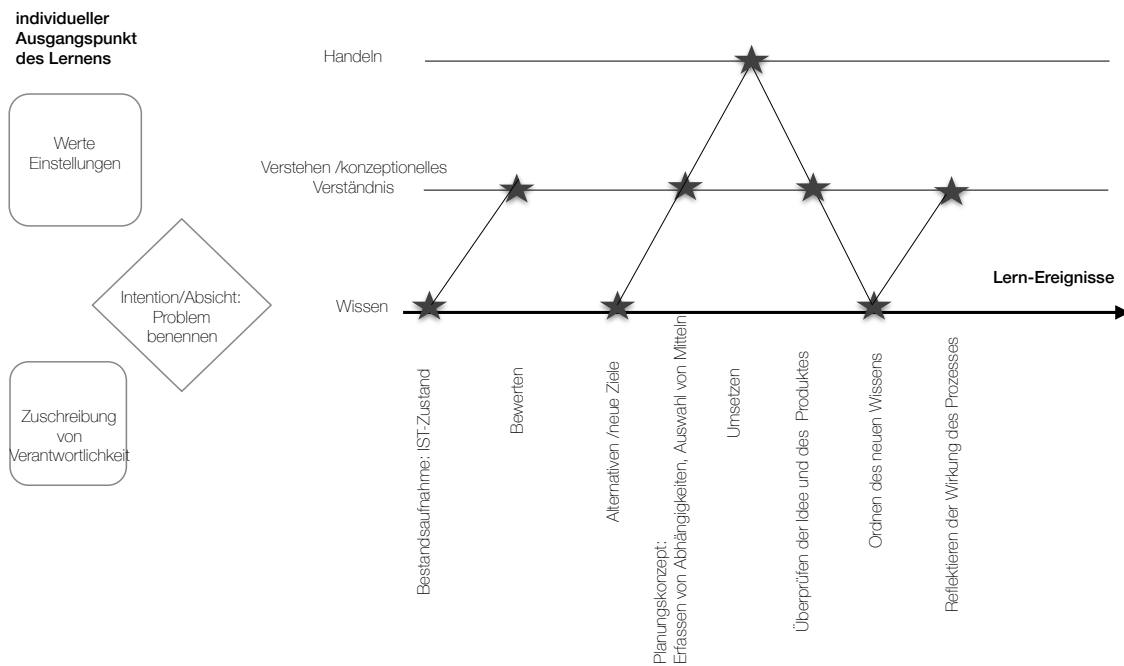 individueller
Ausgangspunkt
des Lernens
Werte
Einstellungen
Intention/Absicht:
Problem
benennen
Zuschreibung
von
Verantwortlichkeit
Handeln
Verstehen /konzeptionelles
Verständnis
Wissen
Lern-Ereignisse
Bestandsaufnahme: IST-Zustand
Bewerten
Alternativen /neue Ziele
Planungskonzept:
Erfassen von Abhängigkeiten, Auswahl von Mitteln
Umsetzen
Überprüfen der Idee und des Produktes
Ordnen des neuen Wissens
Reflektieren der Wirkung des Prozesses